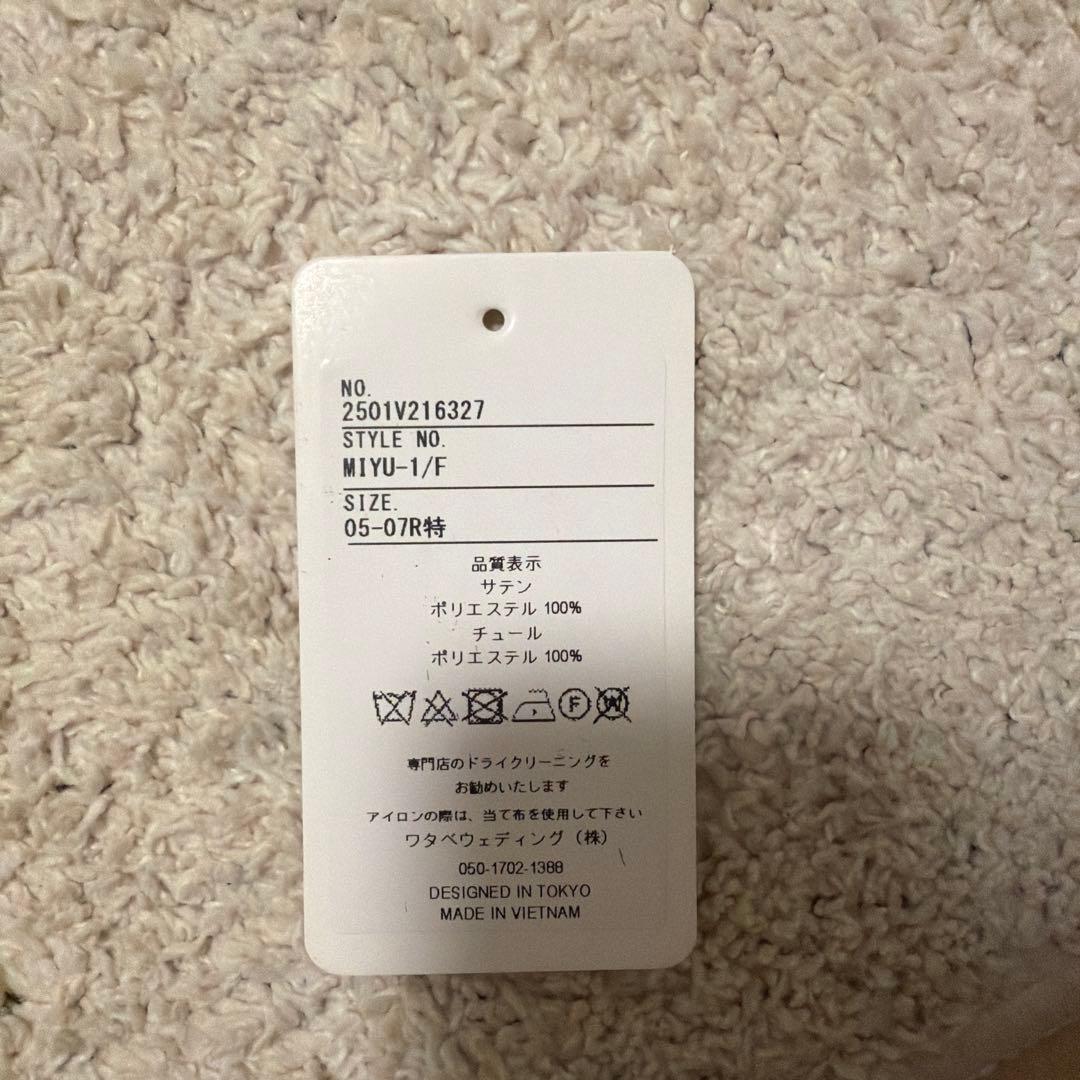 NO.
2501V216327
STYLE NO.
MIYU-1/F
SIZE.
05-07R特
品質表示
サテン
ポリエステル 100%
チュール
ポリエステル 100%
F W
専門店のドライクリーニングを
お勧めいたします
アイロンの際は、当て布を使用して下さい
ワタベウェディング（株）
050-1702-1388
DESIGNED IN TOKYO
MADE IN VIETNAM